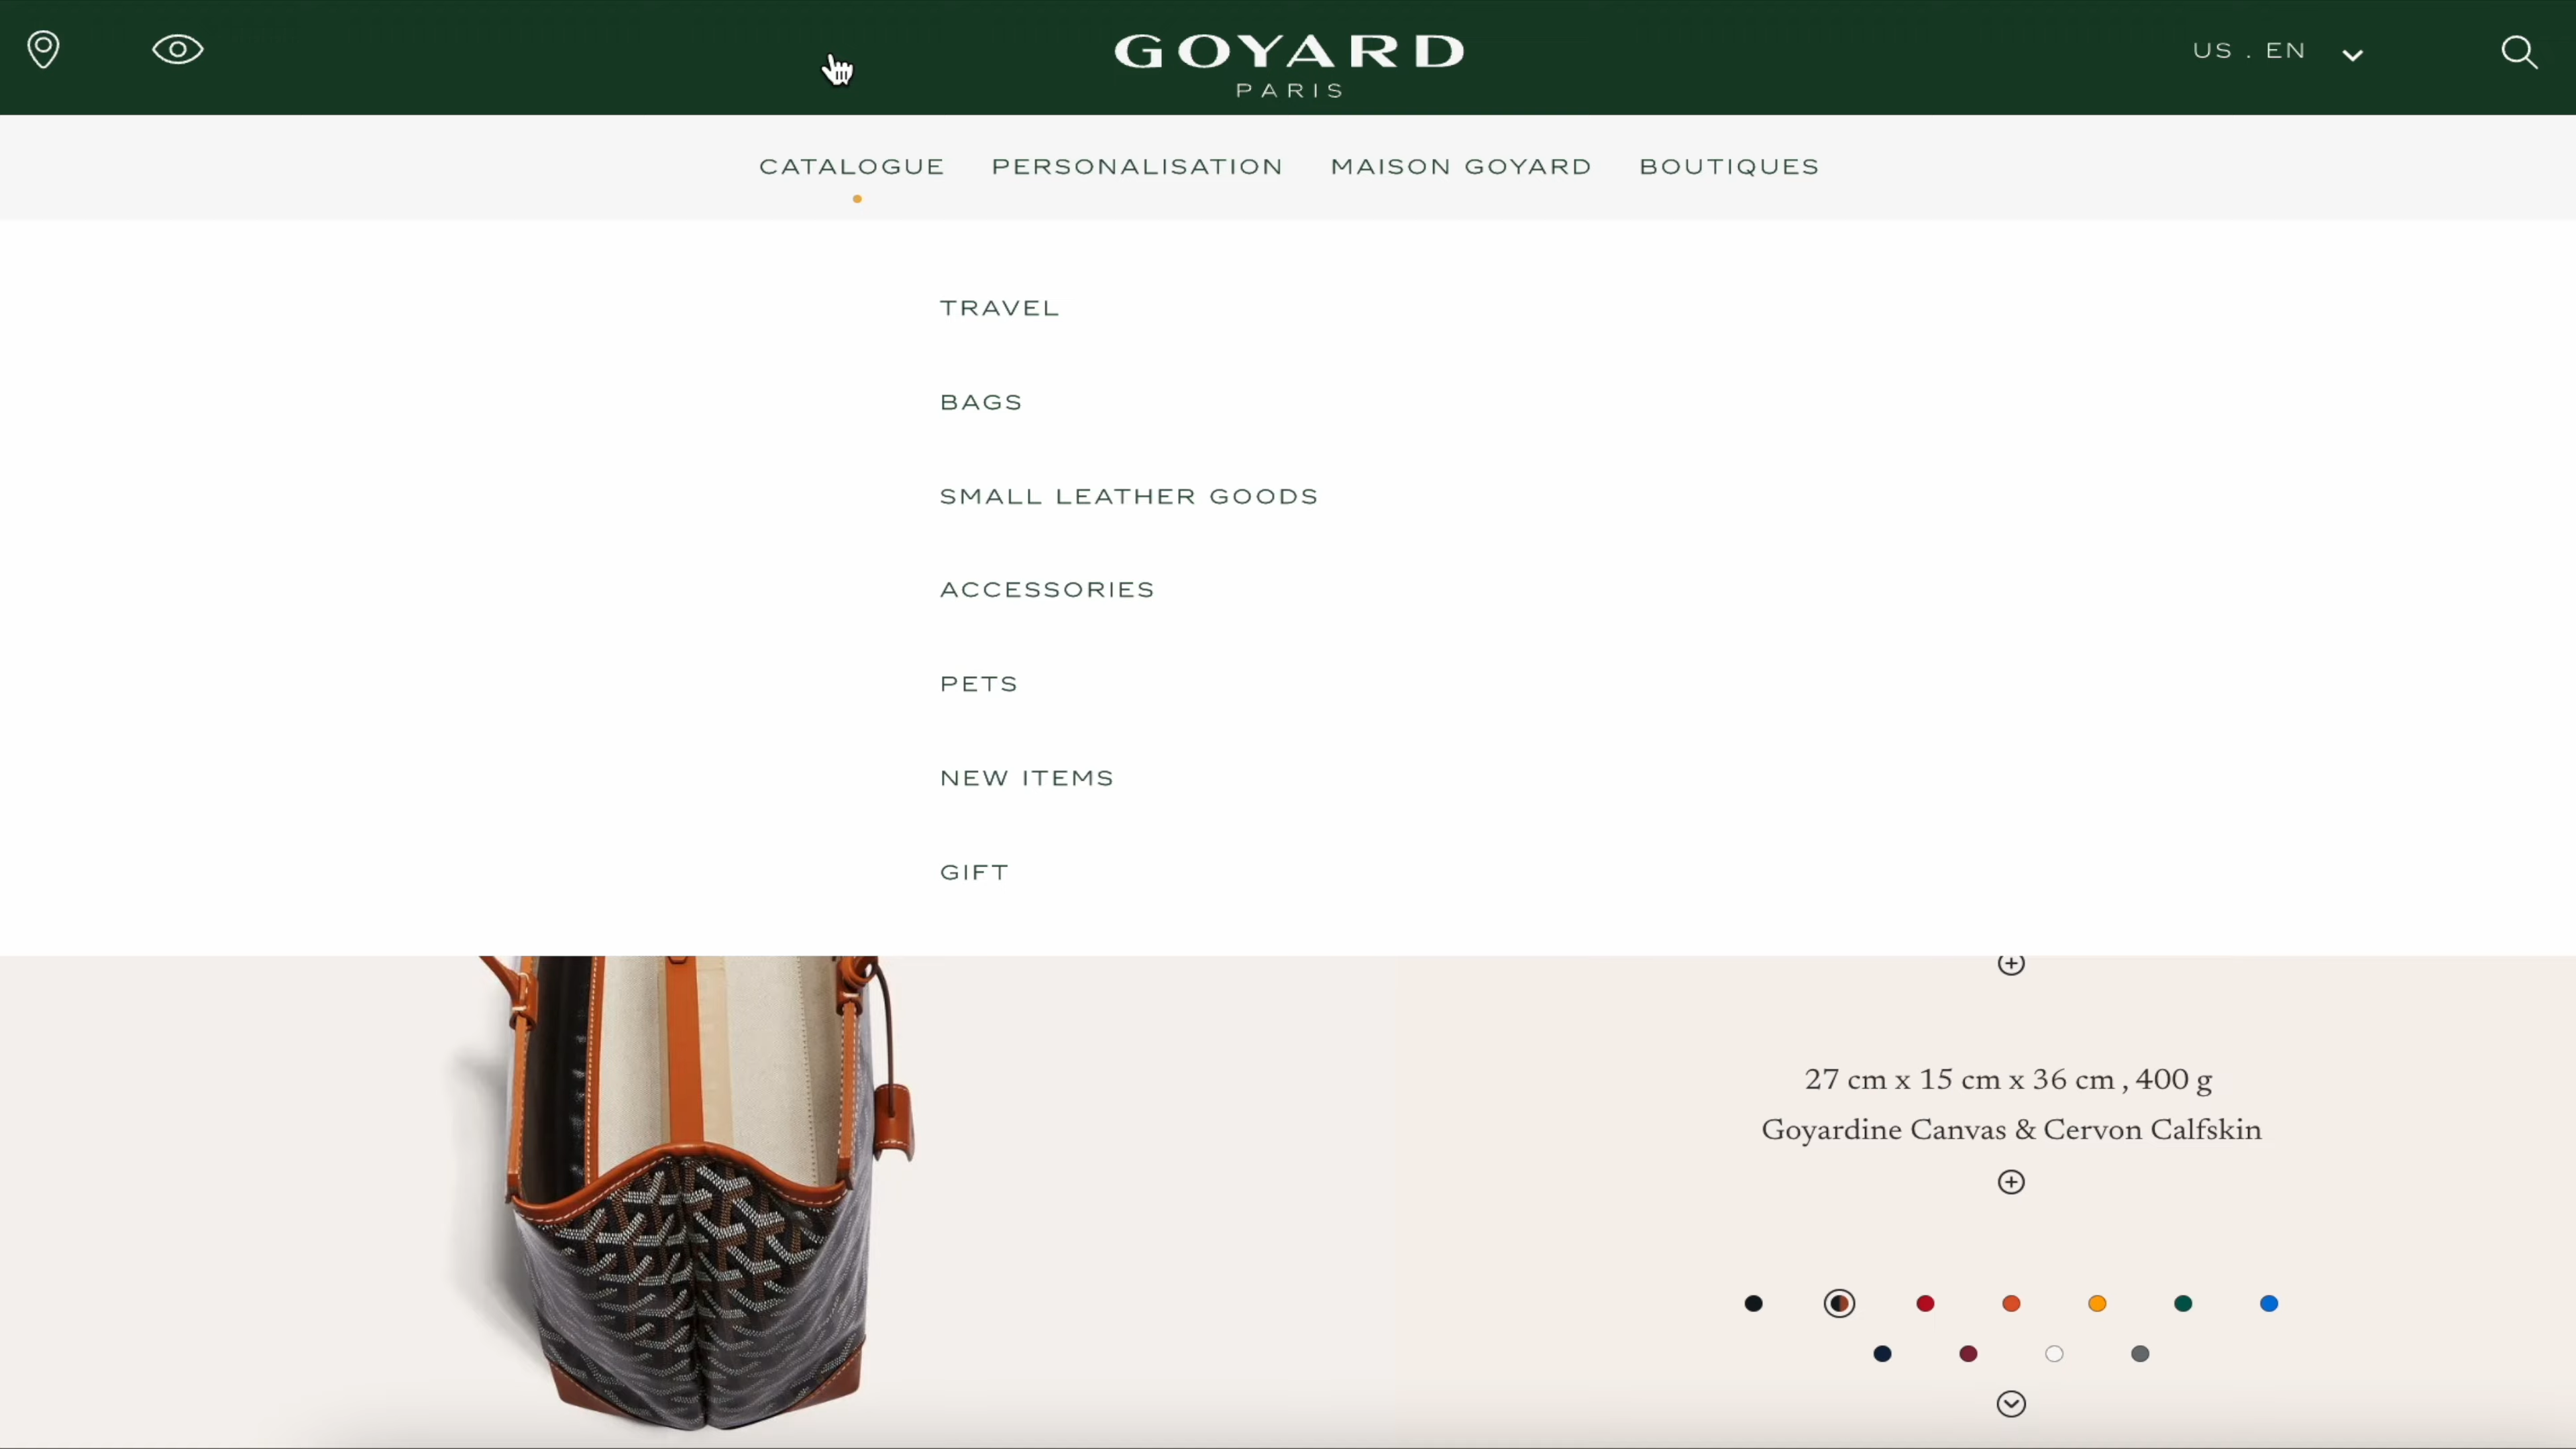 GOYARD
PARIS
US . EN
CATALOGUE PERSONALISATION MAISON GOYARD BOUTIQUES
TRAVEL
BAGS
SMALL LEATHER GOODS
ACCESSORIES
PETS
NEW ITEMS
GIFT
27 cm x 15 cm x 36 cm , 400 g
Goyardine Canvas & Cervon Calfskin